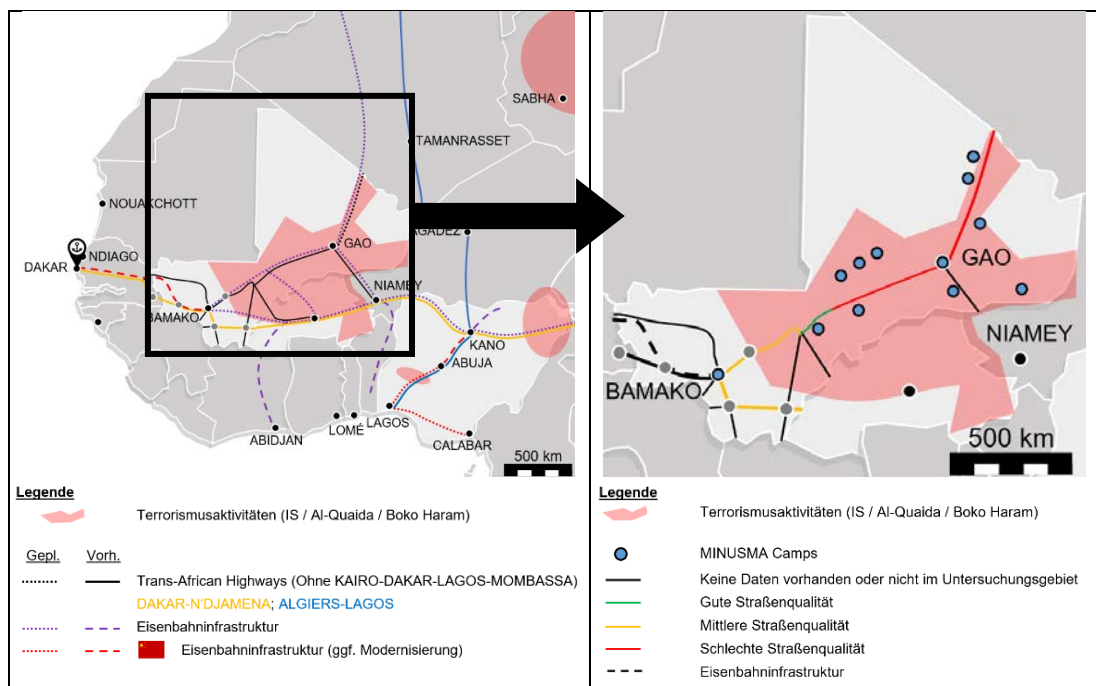 SABHA
TAMANRASSET
NOUAKCHOTT
GAO
AGADEZ
NDIAGO
DAKAR
NIAMEY
BAMAKO
KANO
ABUJA
LAGOS
LOMÉ
ABIDJAN
CALABAR
500 km
Legende
Terrorismusaktivitäten (IS / Al-Quaida / Boko Haram)
Gepl. Vorh.
Trans-African Highways (Ohne KAIRO-DAKAR-LAGOS-MOMBASSA)
DAKAR-N'DJAMENA; ALGIERS-LAGOS
Eisenbahninfrastruktur
Eisenbahninfrastruktur (ggf. Modernisierung)
GAO
NIAMEY
BAMAKO
500 km
Legende
Terrorismusaktivitäten (IS / Al-Quaida / Boko Haram)
MINUSMA Camps
Keine Daten vorhanden oder nicht im Untersuchungsgebiet
Gute Straßenqualität
Mittlere Straßenqualität
Schlechte Straßenqualität
Eisenbahninfrastruktur